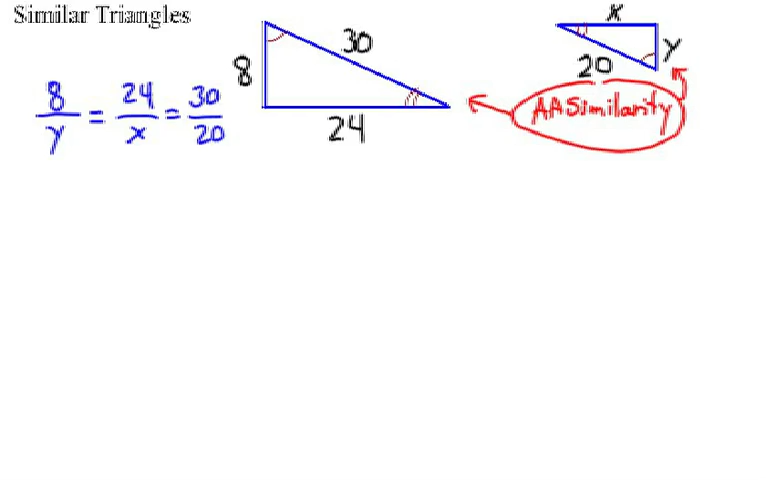 Similar Triangles
8/y = 24/x = 30/20
8
30
24
x
20
y
AA Similarity